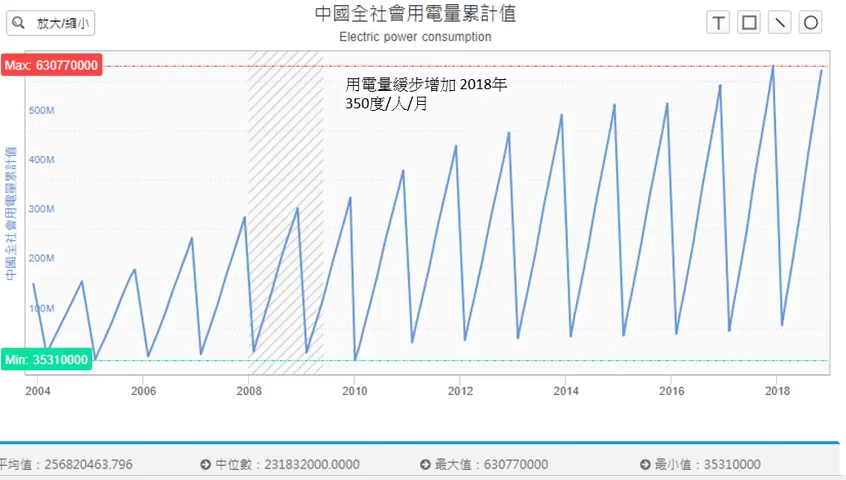 放大/縮小
中國全社會用電量累計值
Electric power consumption
T
Max: 630770000
用電量緩步增加 2018年
350度/人/月
中國全社會用電量累計值
500M
400M
300M
200M
100M
Min: 35310000
2004 2006 2008 2010 2012 2014 2016 2018
平均值：256820463.796 中位數：231832000.0000 最大值：630770000 最小值：35310000